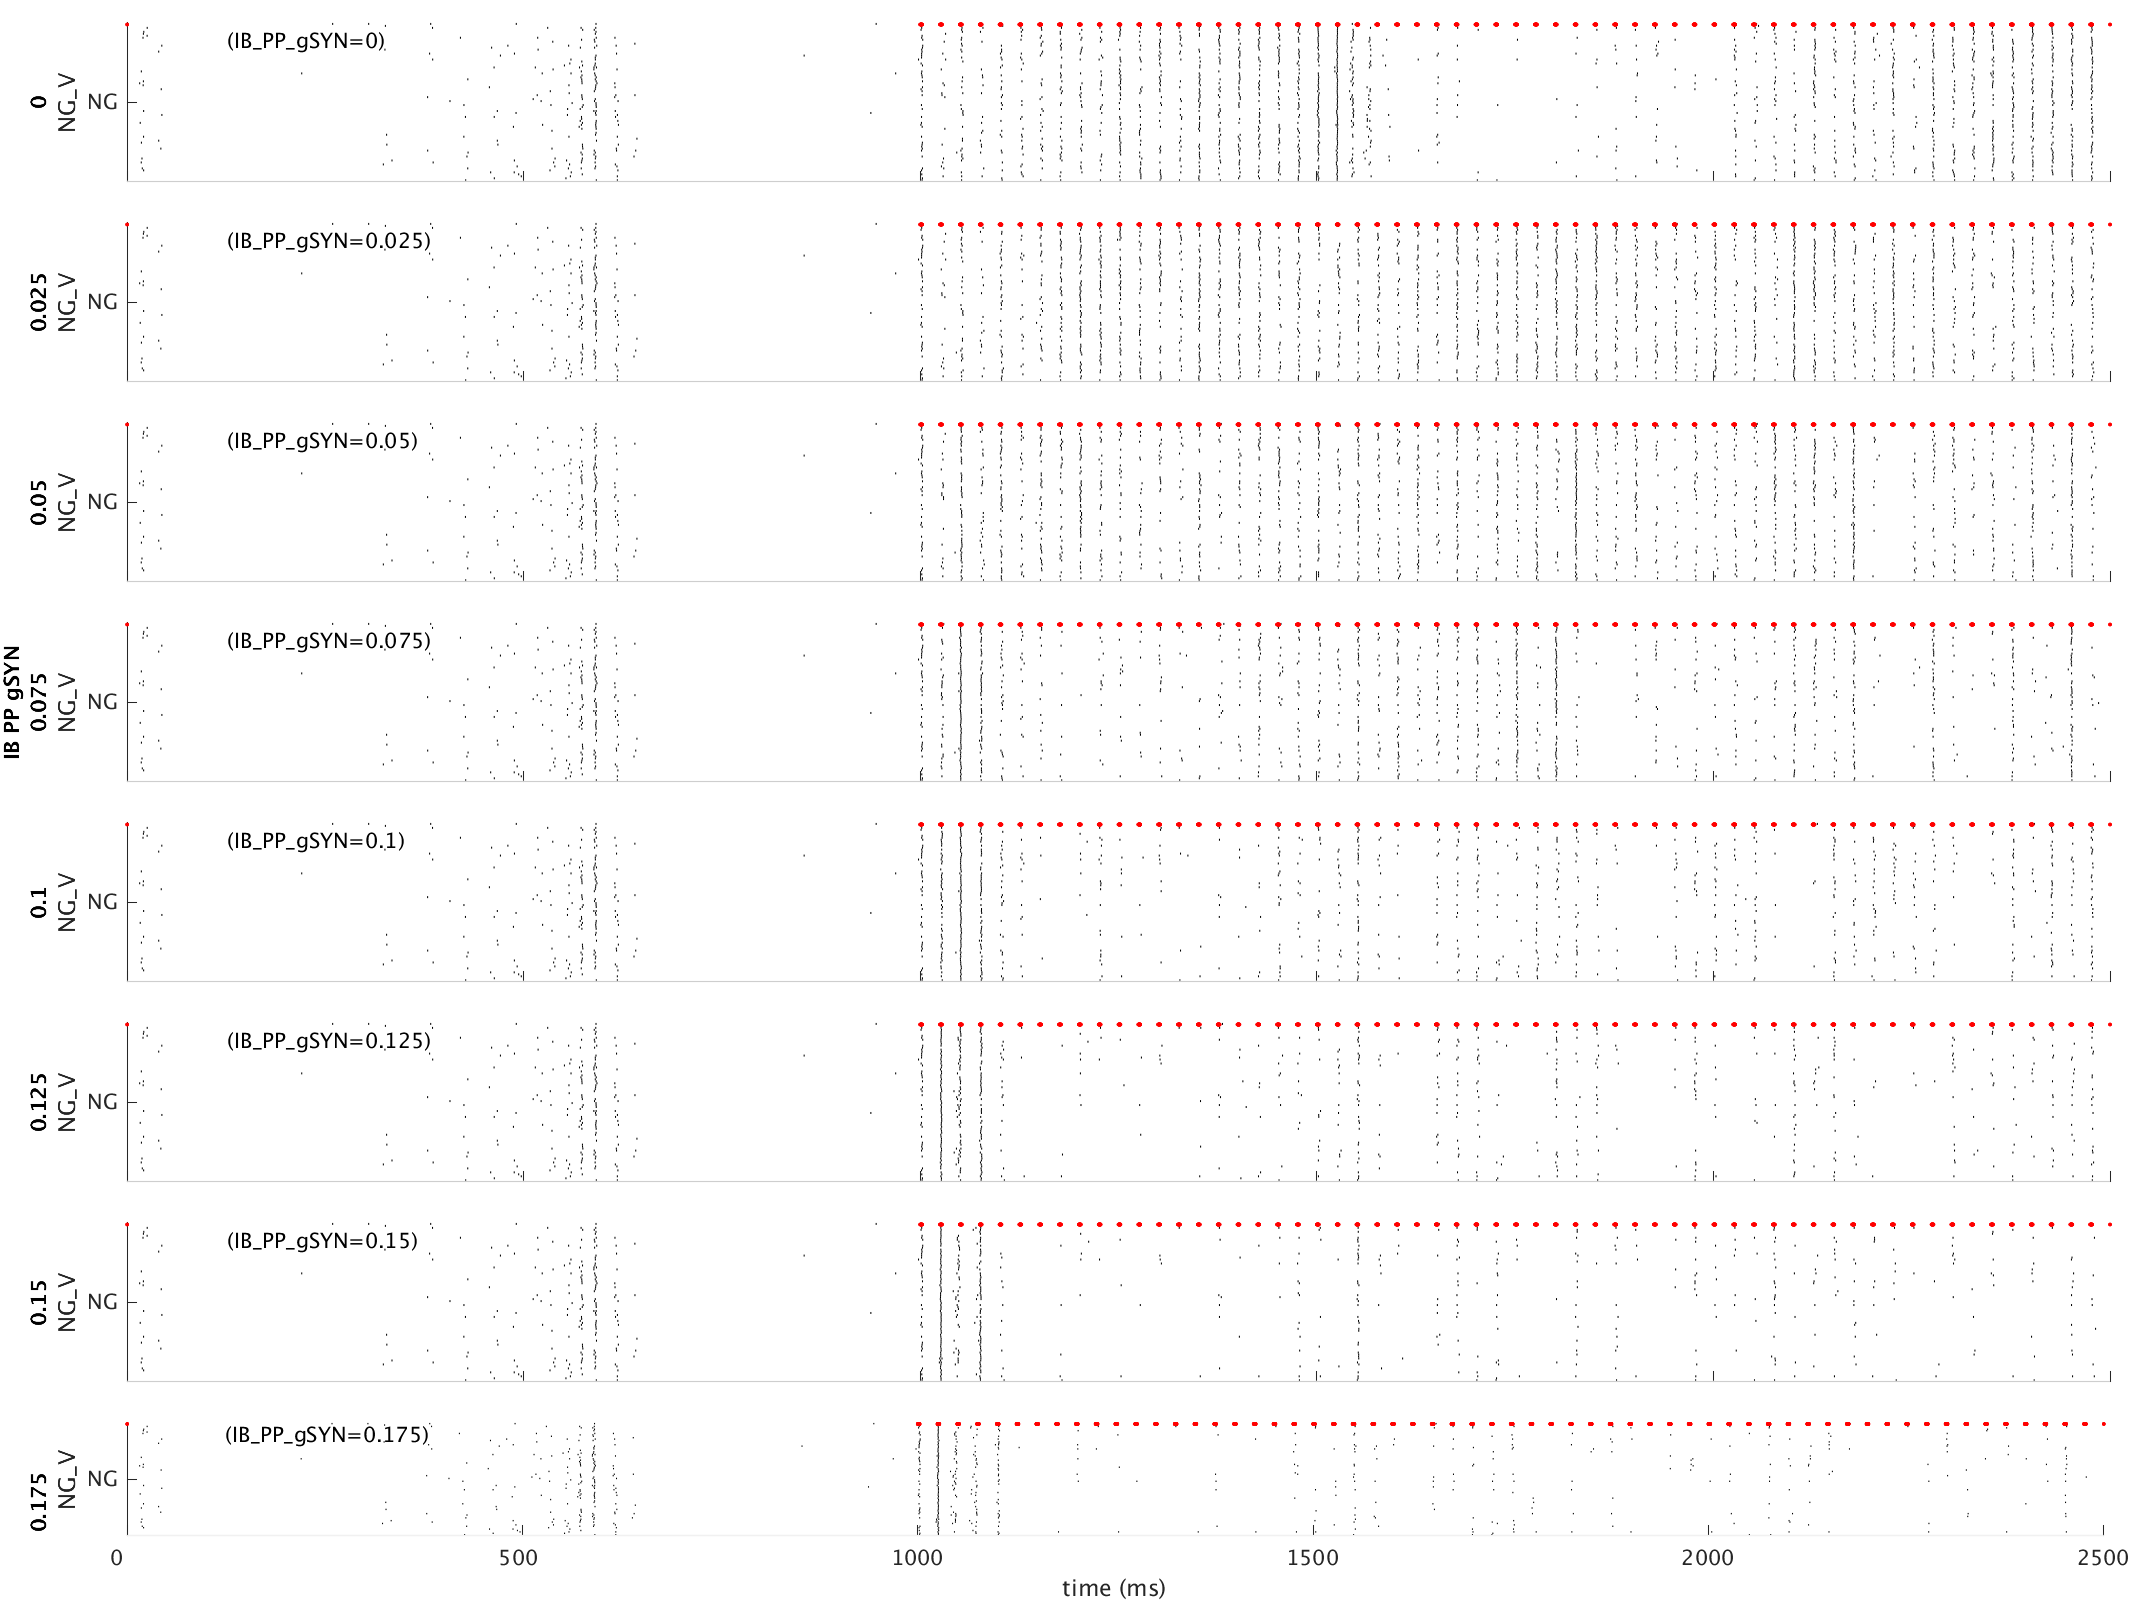 (IB_PP_gSYN=0)
0
NG_V
NG
(IB_PP_gSYN=0.025)
0.025
NG_V
NG
(IB_PP_gSYN=0.05)
0.05
NG_V
NG
IB PP gSYN
(IB_PP_gSYN=0.075)
0.075
NG_V
NG
(IB_PP_gSYN=0.1)
0.1
NG_V
NG
(IB_PP_gSYN=0.125)
0.125
NG_V
NG
(IB_PP_gSYN=0.15)
0.15
NG_V
NG
(IB_PP_gSYN=0.175)
0.175
NG_V
NG
0 500 1000 1500 2000 2500
time (ms)